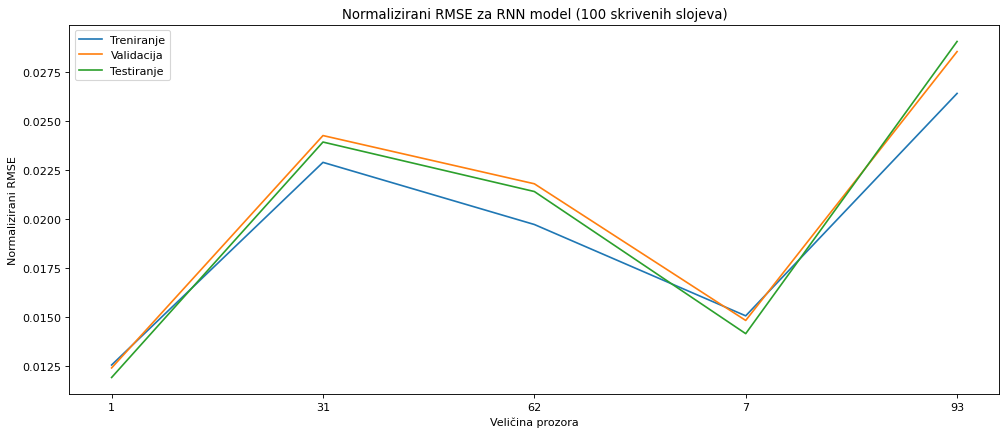 Normalizirani RMSE za RNN model (100 skrivenih slojeva)
Treniranje
Validacija
Testiranje
Normalizirani RMSE
0.0275
0.0250
0.0225
0.0200
0.0175
0.0150
0.0125
1 31 62 7 93
Veličina prozora